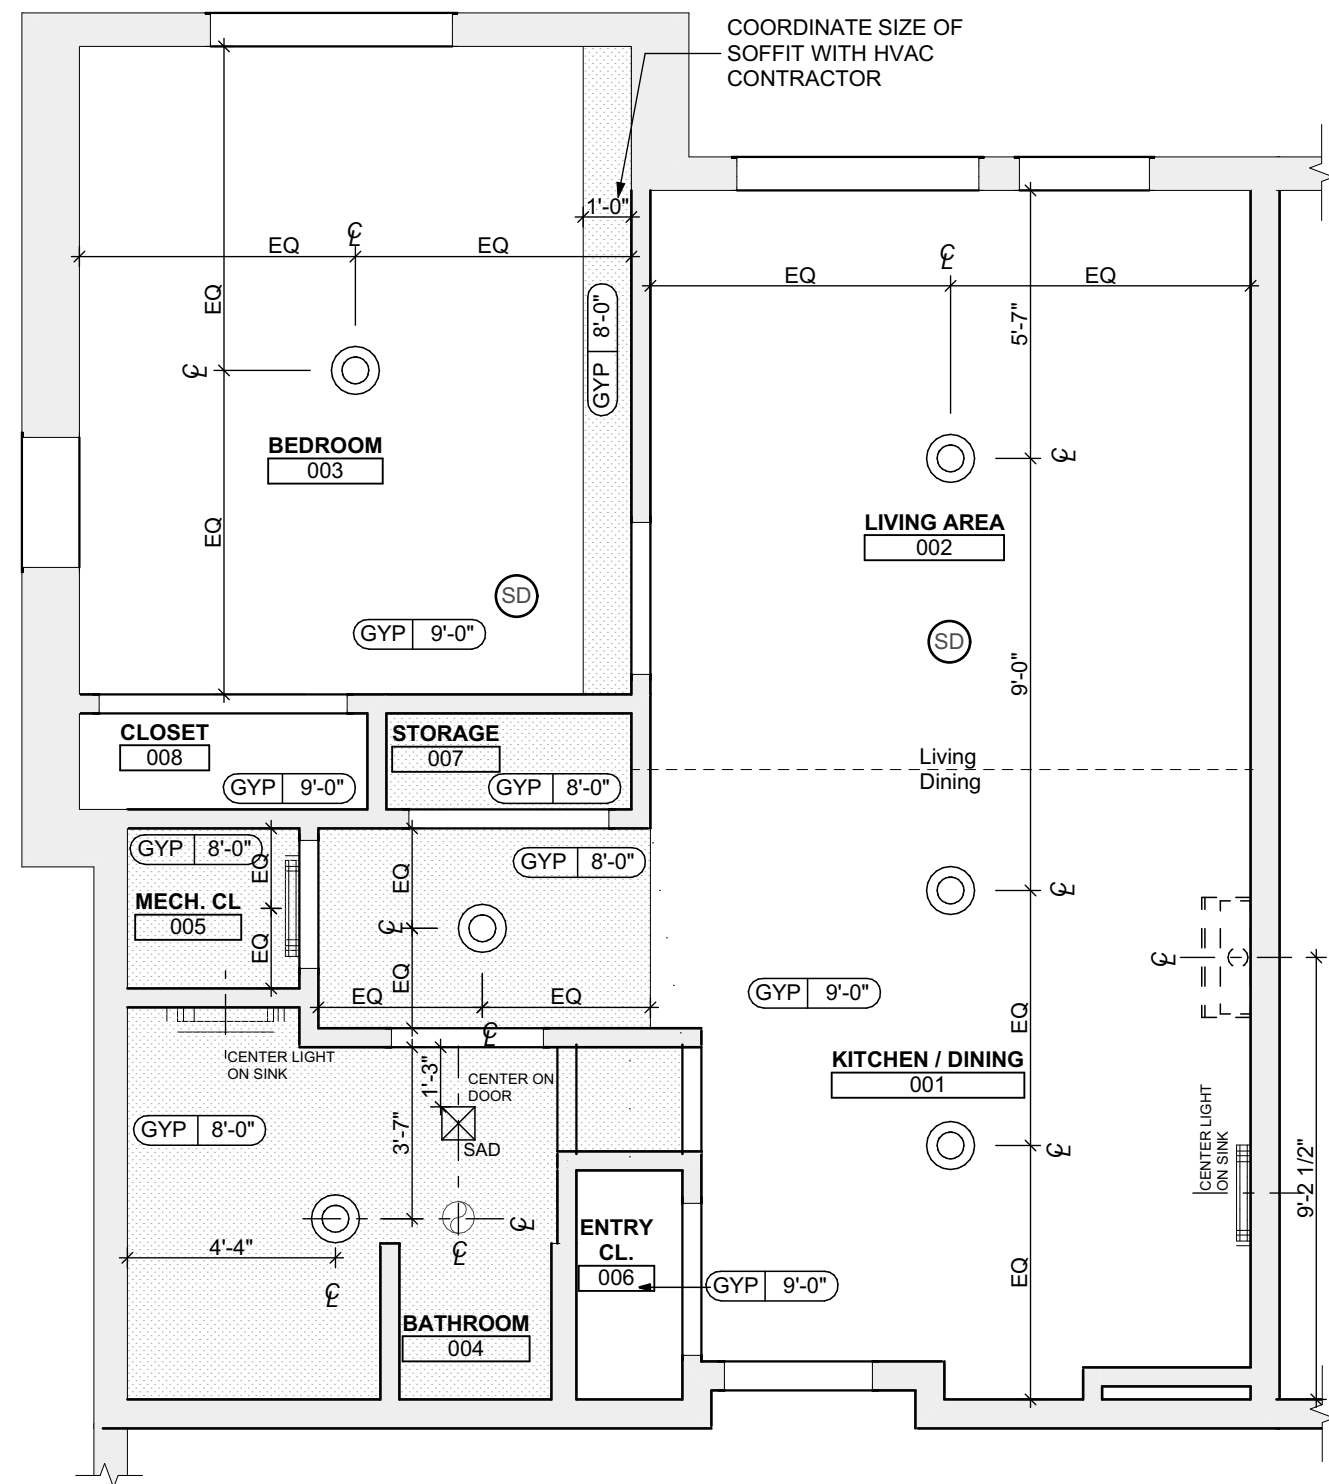 COORDINATE SIZE OF
SOFFIT WITH HVAC
CONTRACTOR
1'-0"
EQ
℄
EQ
EQ
℄
EQ
GYP 8'-0"
BEDROOM
003
SD
GYP 9'-0"
EQ
℄
EQ
5'-7"
℄
LIVING AREA
002
SD
9'-0"
Living
Dining
CLOSET
008
GYP 9'-0"
STORAGE
007
GYP 8'-0"
GYP 8'-0"
EQ
MECH. CL
005
EQ
GYP 8'-0"
EQ
℄
EQ
EQ
EQ
℄
℄
℄
GYP 9'-0"
EQ
KITCHEN / DINING
001
℄
EQ
CENTER LIGHT
ON SINK
9'-2 1/2"
CENTER LIGHT
ON SINK
1'-3"
CENTER ON
DOOR
3'-7"
SAD
GYP 8'-0"
℄
℄
4'-4"
℄
ENTRY
CL.
006
GYP 9'-0"
BATHROOM
004